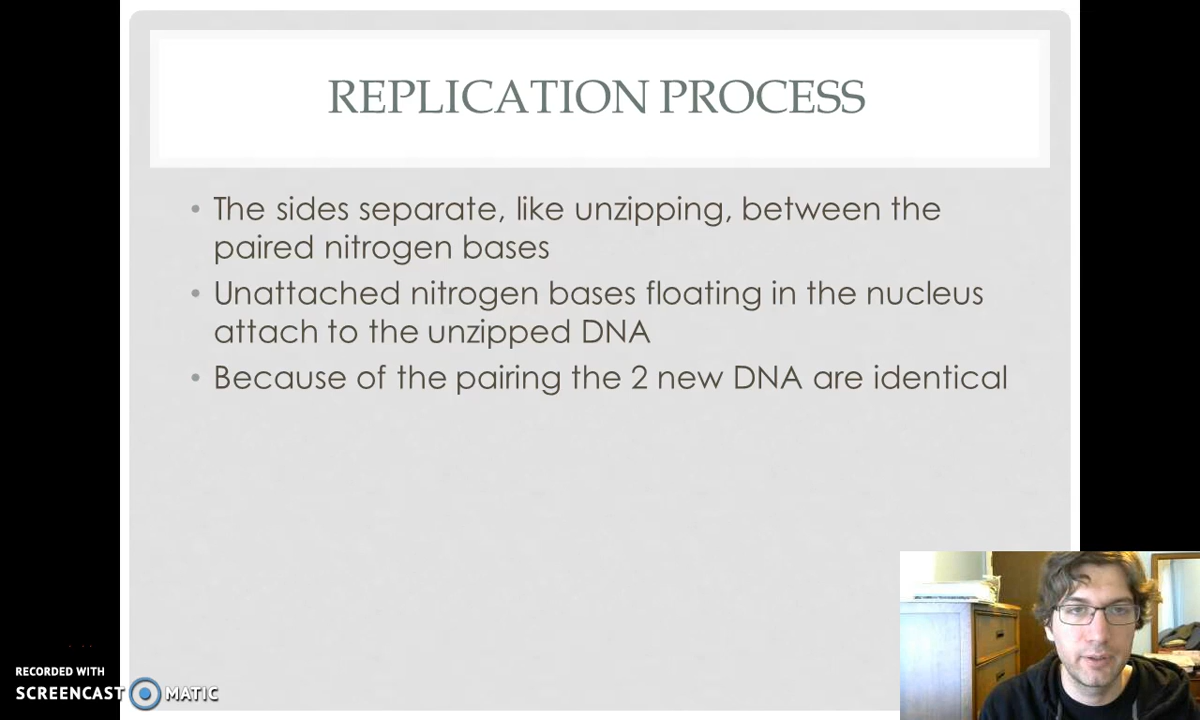 REPLICATION PROCESS
• The sides separate, like unzipping, between the
paired nitrogen bases
• Unattached nitrogen bases floating in the nucleus
attach to the unzipped DNA
• Because of the pairing the 2 new DNA are identical
RECORDED WITH
SCREENCAST MATIC